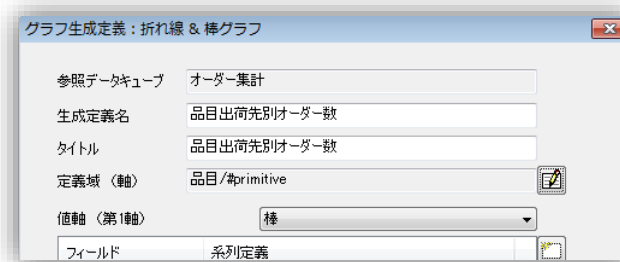 グラフ生成定義：折れ線 & 棒グラフ
参照データキューブ オーダー集計
生成定義名 品目出荷先別オーダー数
タイトル 品目出荷先別オーダー数
定義域（軸） 品目/#primitive
値軸（第1軸） 棒
フィールド 系列定義